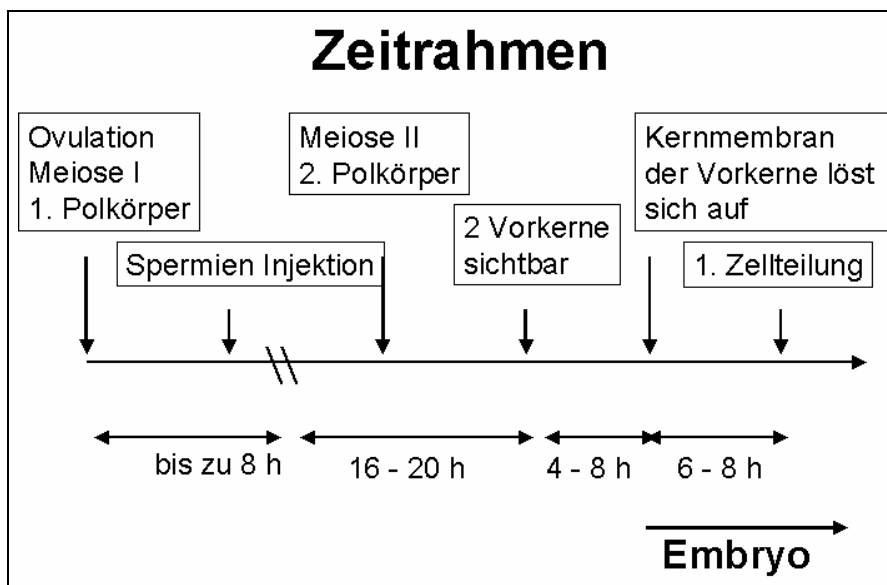 Zeitrahmen
Ovulation
Meiose I
1. Polkörper
Spermien Injektion
Meiose II
2. Polkörper
2 Vorkerne
sichtbar
Kernmembran
der Vorkerne löst
sich auf
1. Zellteilung
bis zu 8 h
16 - 20 h
4 - 8 h
6 - 8 h
Embryo